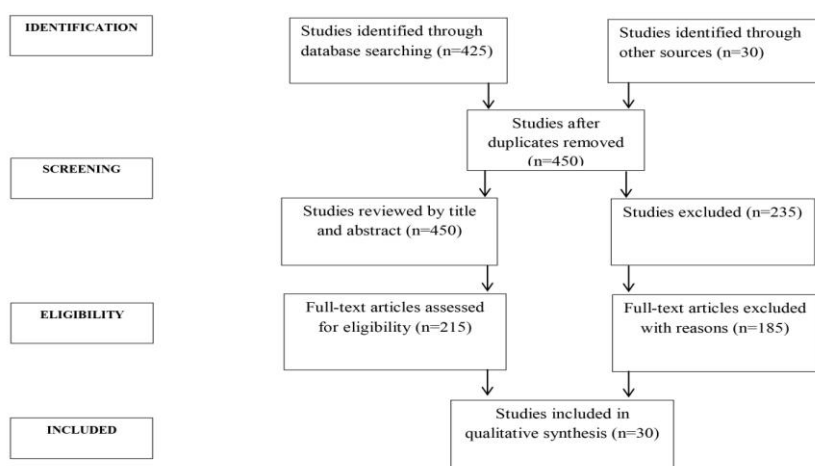 IDENTIFICATION
Studies identified through
database searching (n=425)
Studies identified through
other sources (n=30)
Studies after
duplicates removed
(n=450)
SCREENING
Studies reviewed by title
and abstract (n=450)
Studies excluded (n=235)
ELIGIBILITY
Full-text articles assessed
for eligibility (n=215)
Full-text articles excluded
with reasons (n=185)
Studies included in
qualitative synthesis (n=30)
INCLUDED